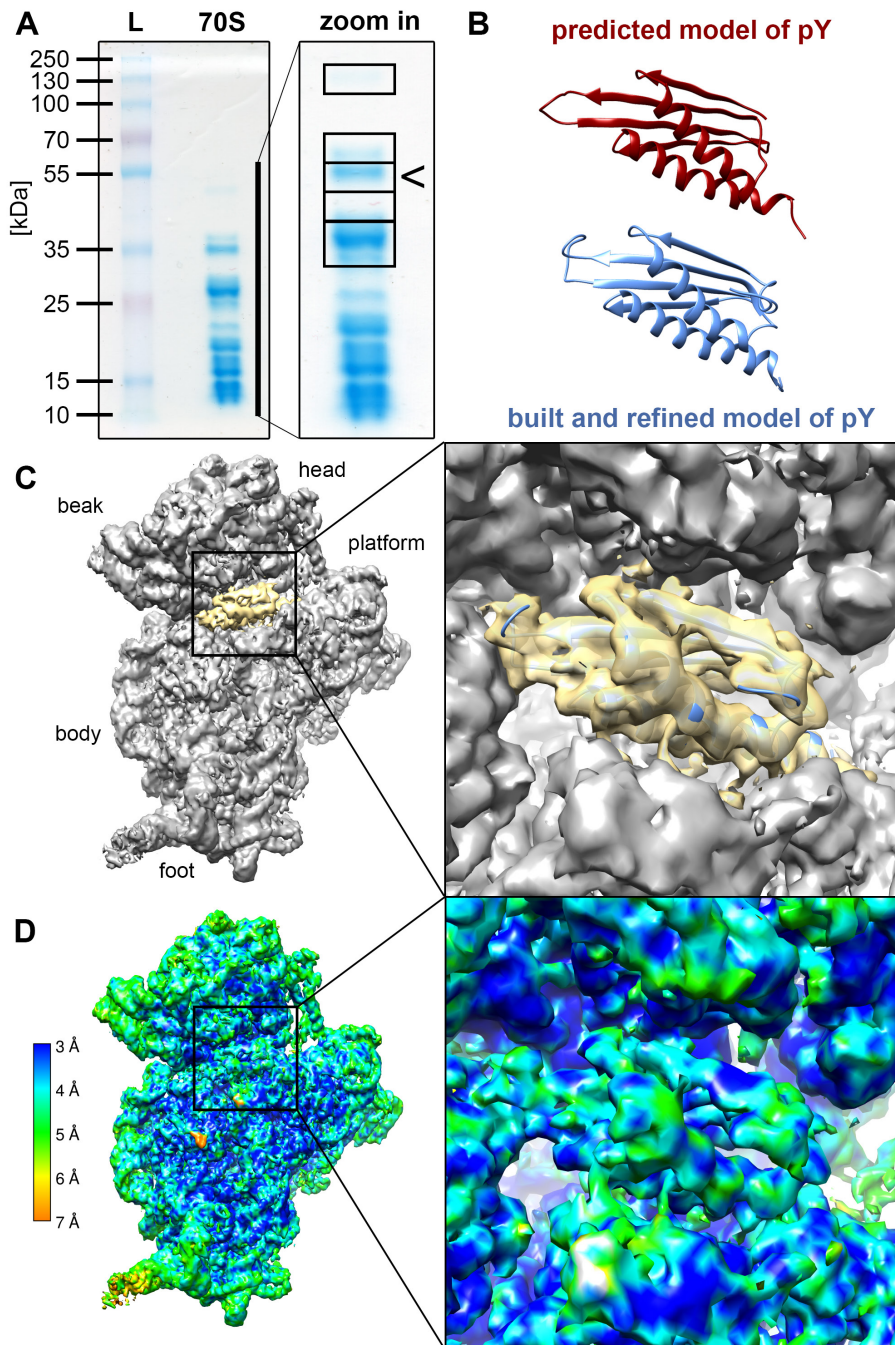 A L 70S zoom in B
predicted model of pY
250
130
100
70
55
[kDa]
<
35
25
15
10
built and refined model of pY
C
head
beak
platform
body
foot
D
3 Å
4 Å
5 Å
6 Å
7 Å